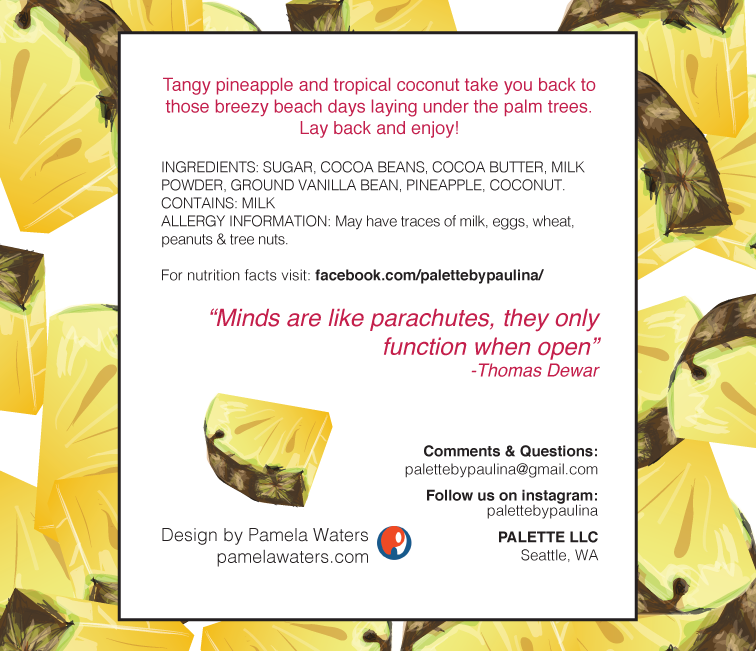 Tangy pineapple and tropical coconut take you back to
those breezy beach days laying under the palm trees.
Lay back and enjoy!
INGREDIENTS: SUGAR, COCOA BEANS, COCOA BUTTER, MILK
POWDER, GROUND VANILLA BEAN, PINEAPPLE, COCONUT.
CONTAINS: MILK
ALLERGY INFORMATION: May have traces of milk, eggs, wheat,
peanuts & tree nuts.
For nutrition facts visit: facebook.com/palettebypaulina/
“Minds are like parachutes, they only
function when open”
-Thomas Dewar
Comments & Questions:
palettebypaulina@gmail.com
Follow us on instagram:
palettebypaulina
PALETTE LLC
Seattle, WA
Design by Pamela Waters
pamelawaters.com